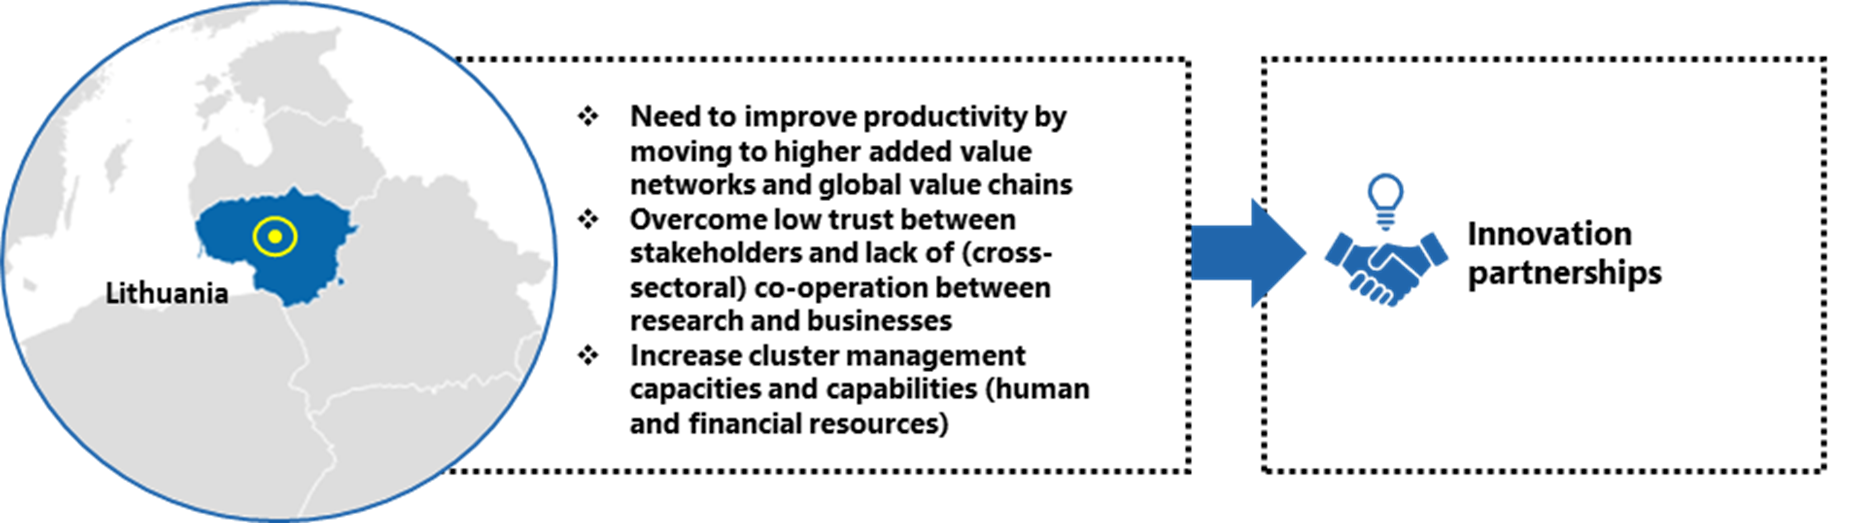 Lithuania
❖ Need to improve productivity by
moving to higher added value
networks and global value chains
❖ Overcome low trust between
stakeholders and lack of (cross-
sectoral) co-operation between
research and businesses
❖ Increase cluster management
capacities and capabilities (human
and financial resources)
Innovation
partnerships